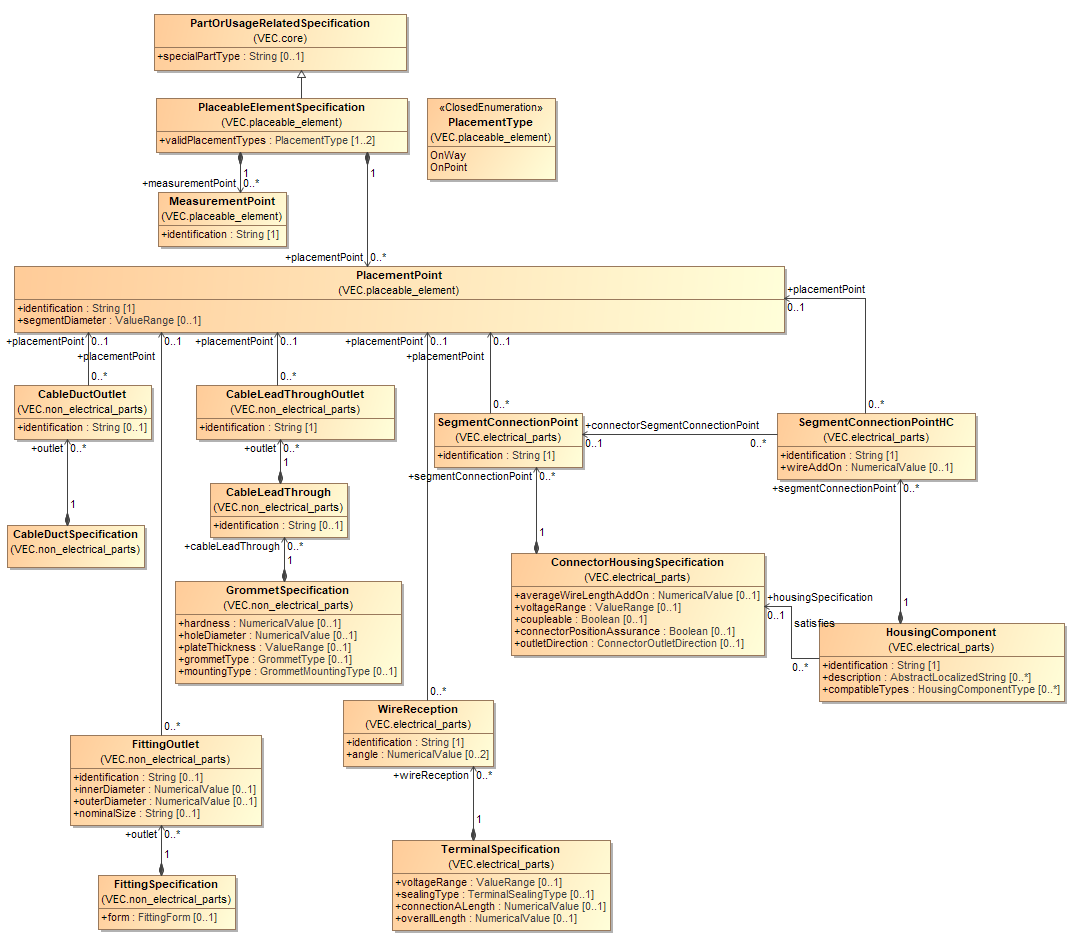 PartOrUsageRelatedSpecification
(VEC.core)
+specialPartType : String [0..1]
PlaceableElementSpecification
(VEC.placeable_element)
+validPlacementTypes : PlacementType [1..2]
«ClosedEnumeration»
PlacementType
(VEC.placeable_element)
OnWay
OnPoint
1
+measurementPoint 0..*
1
MeasurementPoint
(VEC.placeable_element)
+identification : String [1]
+placementPoint 0..*
PlacementPoint
(VEC.placeable_element)
+identification : String [1]
+segmentDiameter : ValueRange [0..1]
+placementPoint
0..1
+placementPoint 0..1
+placementPoint
0..1
+placementPoint 0..1
+placementPoint 0..1
+placementPoint
0..1
0..*
0..*
0..*
0..*
CableDuctOutlet
(VEC.non_electrical_parts)
+identification : String [0..1]
+outlet 0..*
1
CableDuctSpecification
(VEC.non_electrical_parts)
CableLeadThroughOutlet
(VEC.non_electrical_parts)
+identification : String [1]
+outlet 0..*
1
CableLeadThrough
(VEC.non_electrical_parts)
+identification : String [0..1]
+cableLeadThrough 0..*
1
GrommetSpecification
(VEC.non_electrical_parts)
+hardness : NumericalValue [0..1]
+holeDiameter : NumericalValue [0..1]
+plateThickness : ValueRange [0..1]
+grommetType : GrommetType [0..1]
+mountingType : GrommetMountingType [0..1]
SegmentConnectionPoint
(VEC.electrical_parts)
+identification : String [1]
+connectorSegmentConnectionPoint
0..1
0..*
SegmentConnectionPointHC
(VEC.electrical_parts)
+identification : String [1]
+wireAddOn : NumericalValue [0..1]
+segmentConnectionPoint 0..*
1
+segmentConnectionPoint 0..*
1
ConnectorHousingSpecification
(VEC.electrical_parts)
+averageWireLengthAddOn : NumericalValue [0..1]
+voltageRange : ValueRange [0..1]
+coupleable : Boolean [0..1]
+connectorPositionAssurance : Boolean [0..1]
+outletDirection : ConnectorOutletDirection [0..1]
+housingSpecification
0..1
satisfies
0..*
HousingComponent
(VEC.electrical_parts)
+identification : String [1]
+description : AbstractLocalizedString [0..*]
+compatibleTypes : HousingComponentType [0..*]
0..*
WireReception
(VEC.electrical_parts)
+identification : String [1]
+angle : NumericalValue [0..2]
+wireReception 0..*
1
TerminalSpecification
(VEC.electrical_parts)
+voltageRange : ValueRange [0..1]
+sealingType : TerminalSealingType [0..1]
+connectionALength : NumericalValue [0..1]
+overallLength : NumericalValue [0..1]
0..*
FittingOutlet
(VEC.non_electrical_parts)
+identification : String [0..1]
+innerDiameter : NumericalValue [0..1]
+outerDiameter : NumericalValue [0..1]
+nominalSize : String [0..1]
+outlet 0..*
1
FittingSpecification
(VEC.non_electrical_parts)
+form : FittingForm [0..1]